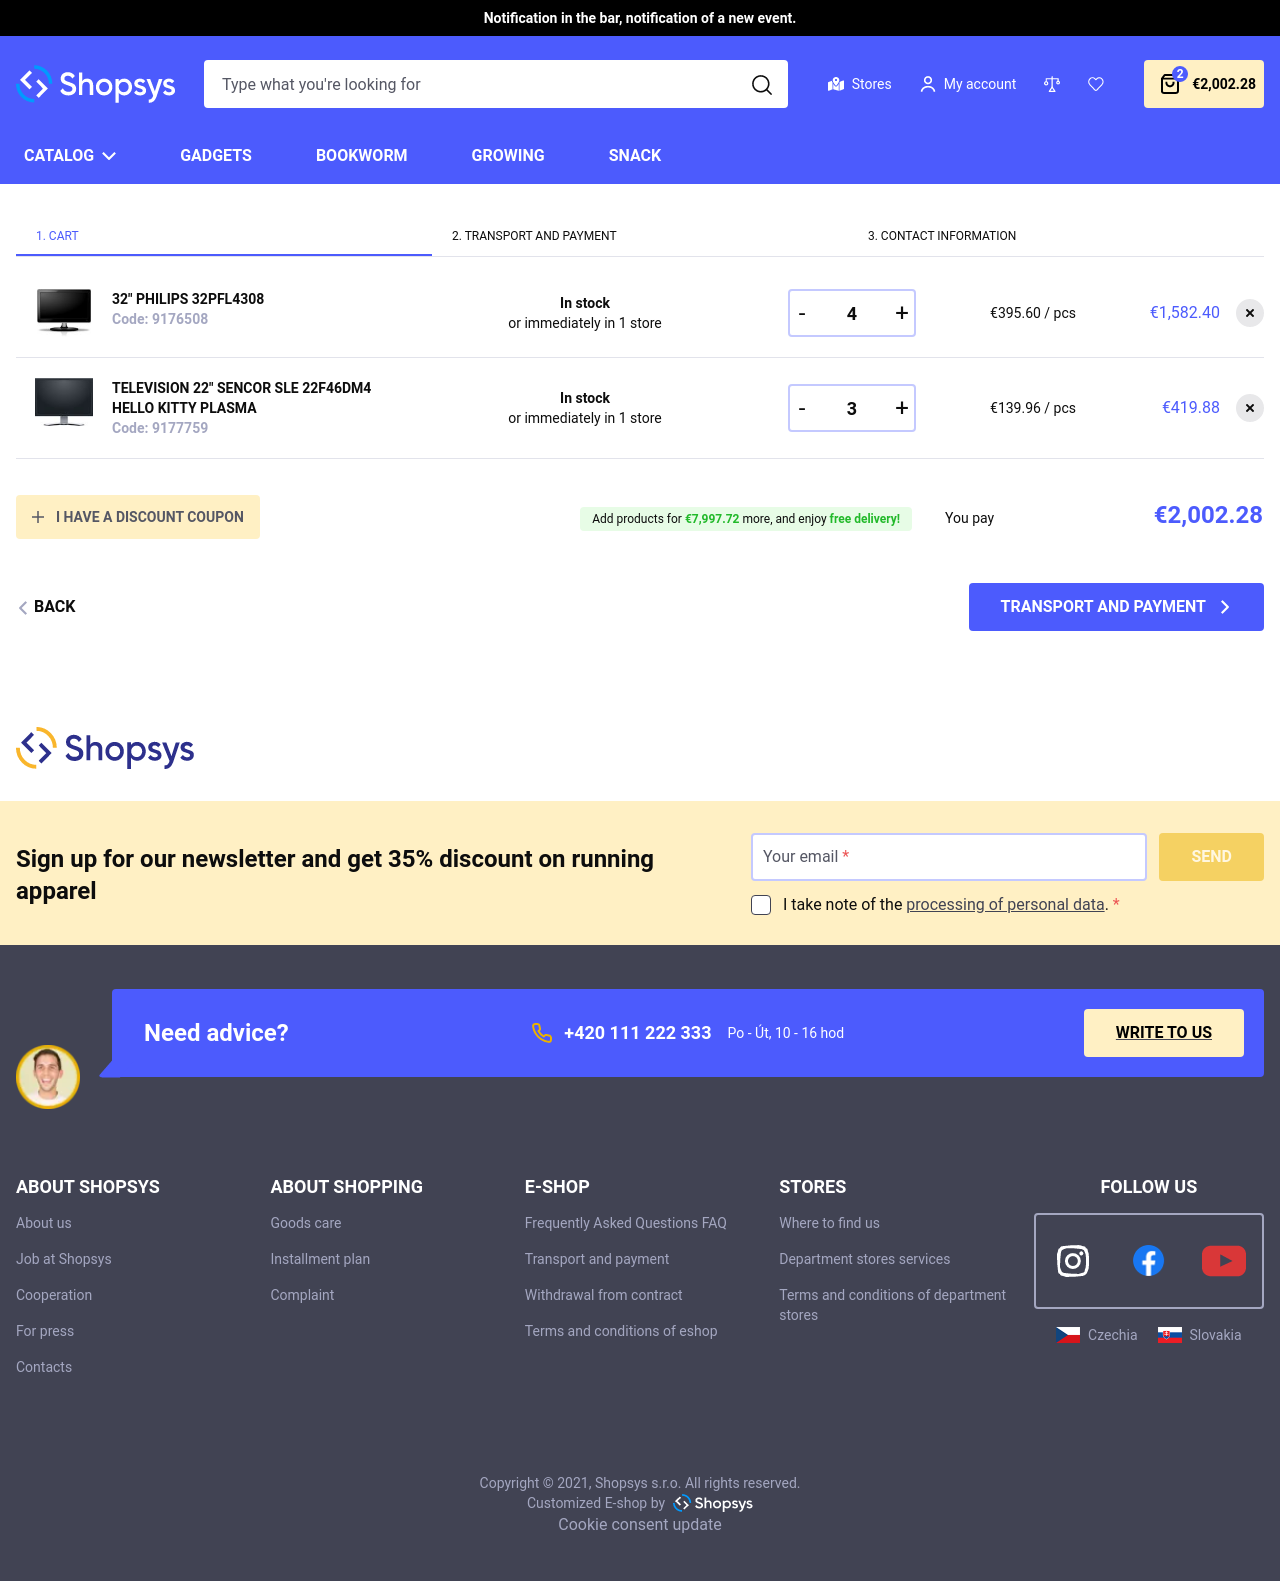 Notification in the bar, notification of a new event.
Shopsys
Type what you're looking for
Stores
My account
2
€2,002.28
CATALOG
GADGETS
BOOKWORM
GROWING
SNACK
1. CART
2. TRANSPORT AND PAYMENT
3. CONTACT INFORMATION
32" PHILIPS 32PFL4308
Code: 9176508
In stock
or immediately in 1 store
- 4 +
€395.60 / pcs
€1,582.40
TELEVISION 22" SENCOR SLE 22F46DM4
HELLO KITTY PLASMA
Code: 9177759
In stock
or immediately in 1 store
- 3 +
€139.96 / pcs
€419.88
I HAVE A DISCOUNT COUPON
Add products for €7,997.72 more, and enjoy free delivery!
You pay
€2,002.28
BACK
TRANSPORT AND PAYMENT
Shopsys
Sign up for our newsletter and get 35% discount on running
apparel
Your email *
SEND
I take note of the processing of personal data. *
Need advice?
+420 111 222 333
Po - Út, 10 - 16 hod
WRITE TO US
ABOUT SHOPSYS
About us
Job at Shopsys
Cooperation
For press
Contacts
ABOUT SHOPPING
Goods care
Installment plan
Complaint
E-SHOP
Frequently Asked Questions FAQ
Transport and payment
Withdrawal from contract
Terms and conditions of eshop
STORES
Where to find us
Department stores services
Terms and conditions of department
stores
FOLLOW US
Czechia
Slovakia
Copyright © 2021, Shopsys s.r.o. All rights reserved.
Customized E-shop by Shopsys
Cookie consent update